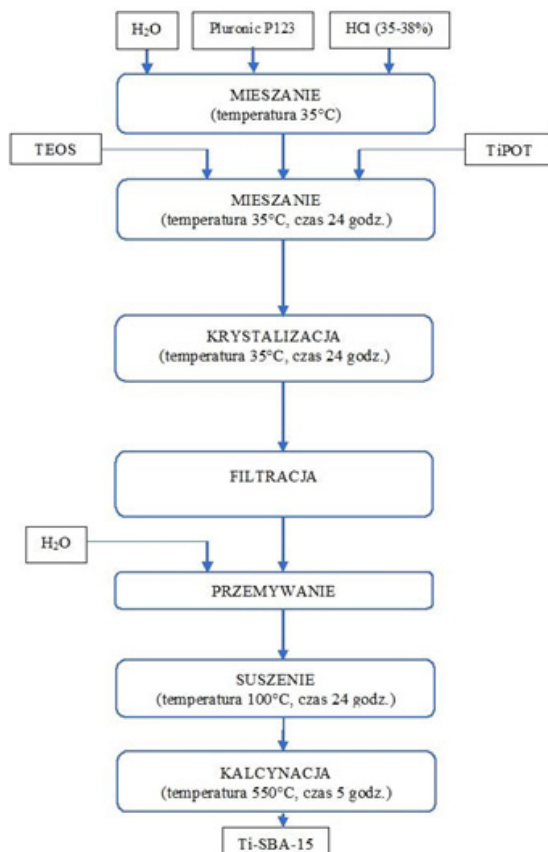 H₂O
Pluronic P123
HCl (35-38%)
MIESZANIE
(temperatura 35°C)
TEOS
TiPOT
MIESZANIE
(temperatura 35°C, czas 24 godz.)
KRYSTALIZACJA
(temperatura 35°C, czas 24 godz.)
FILTRACJA
H₂O
PRZEMYWANIE
SUSZENIE
(temperatura 100°C, czas 24 godz.)
KALCYNACJA
(temperatura 550°C, czas 5 godz.)
Ti-SBA-15